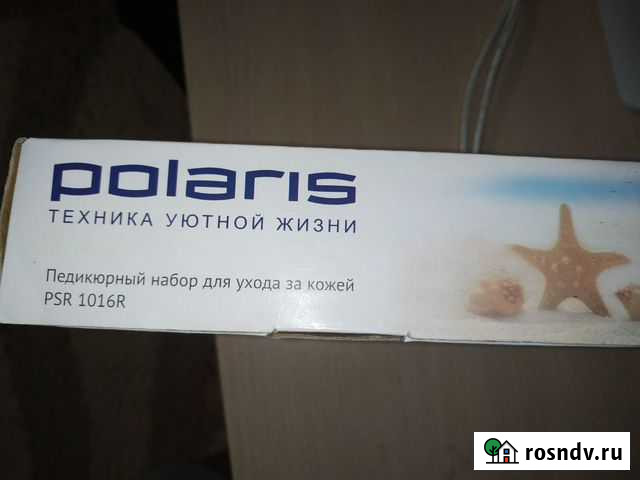 polaris
ТЕХНИКА УЮТНОЙ ЖИЗНИ
Педикюрный набор для ухода за кожей
PSR 1016R
rosndv.ru